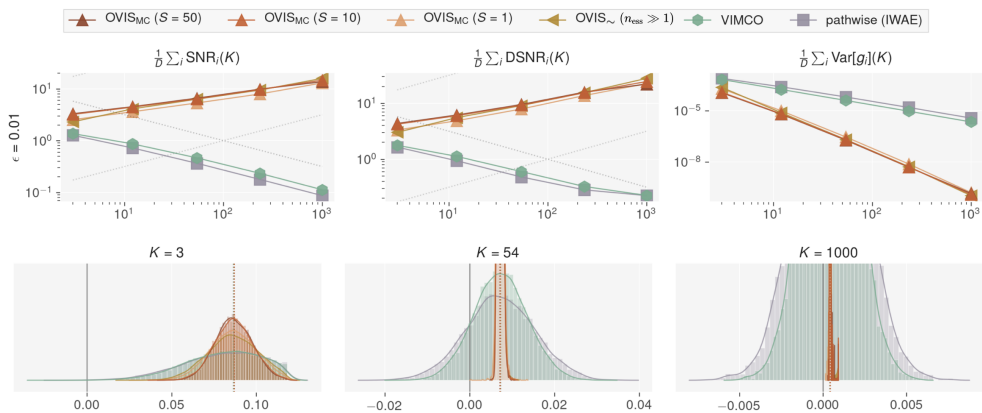 OVIS_MC (S = 50) OVIS_MC (S = 10) OVIS_MC (S = 1) OVIS_∼ (n_ess ≫ 1) VIMCO pathwise (IWAE)
1/D ∑_i SNR_i(K) 1/D ∑_i DSNR_i(K) 1/D ∑_i Var[g_i](K)
ϵ = 0.01
10^1
10^0
10^−1
10^1 10^2 10^3
10^1
10^0
10^1 10^2 10^3
10^−5
10^−8
10^1 10^2 10^3
K = 3 K = 54 K = 1000
0.00 0.05 0.10 −0.02 0.00 0.02 0.04 −0.005 0.000 0.005